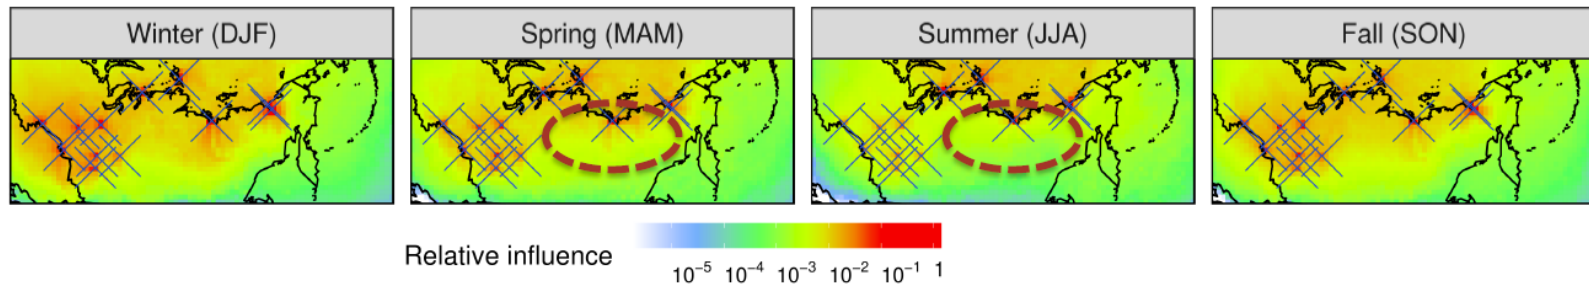 Winter (DJF)
Spring (MAM)
Summer (JJA)
Fall (SON)
Relative influence
10⁻⁵ 10⁻⁴ 10⁻³ 10⁻² 10⁻¹ 1